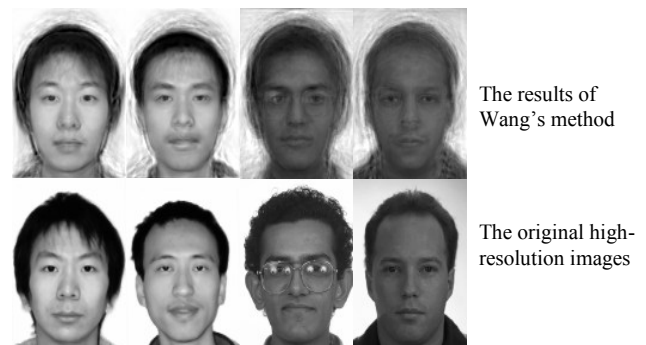 The results of
Wang’s method
The original high-
resolution images